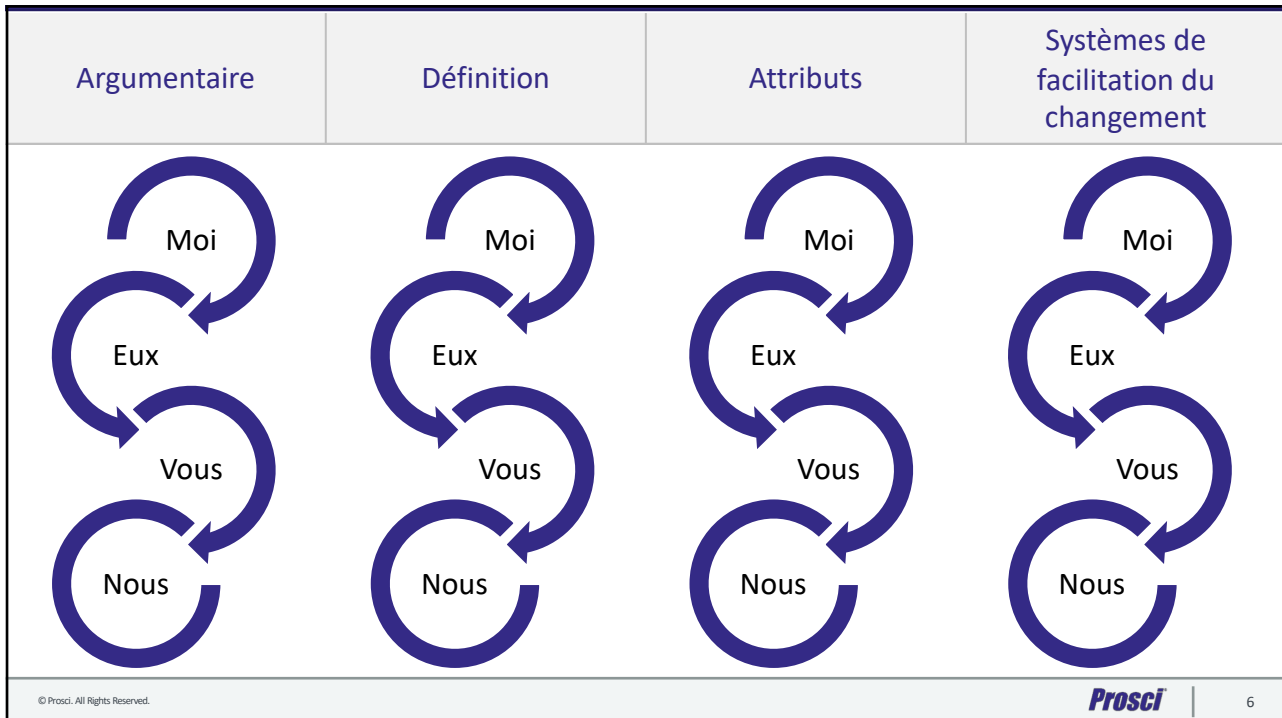 Argumentaire
Définition
Attributs
Systèmes de
facilitation du
changement
Moi
Eux
Vous
Nous
Moi
Eux
Vous
Nous
Moi
Eux
Vous
Nous
Moi
Eux
Vous
Nous
© Prosci. All Rights Reserved.
Prosci
6